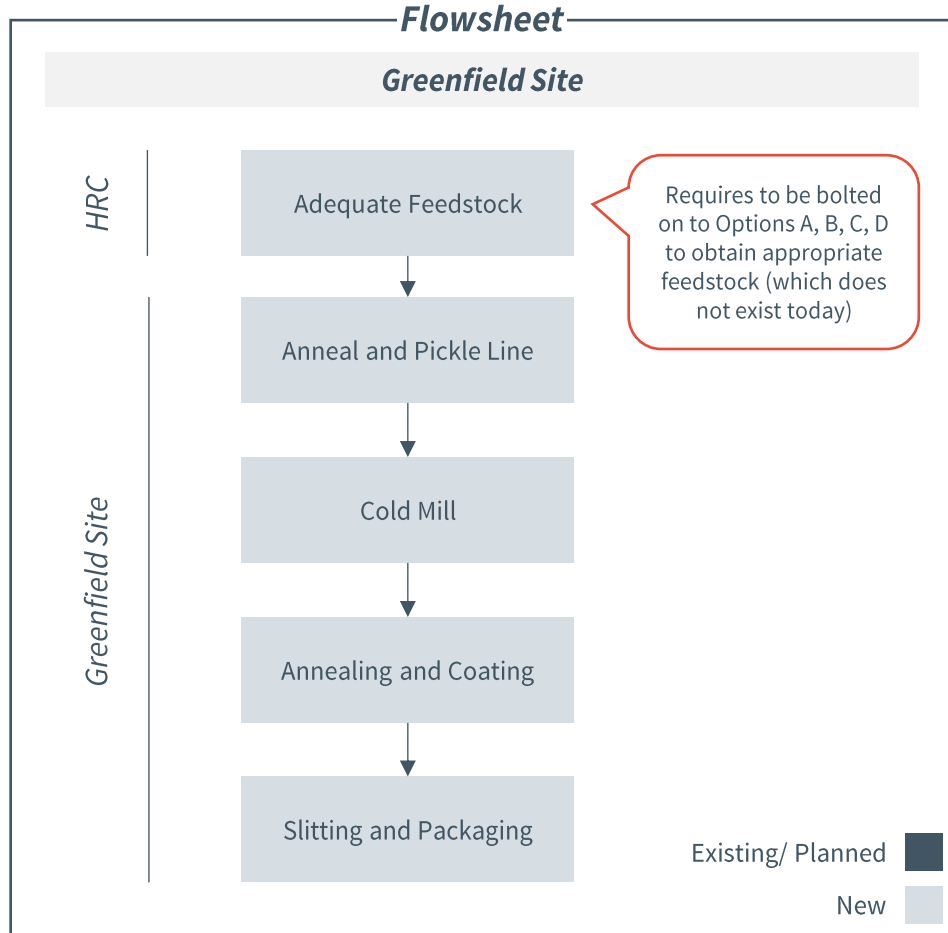 Flowsheet
Greenfield Site
HRC
Adequate Feedstock
Requires to be bolted
on to Options A, B, C, D
to obtain appropriate
feedstock (which does
not exist today)
Greenfield Site
Anneal and Pickle Line
Cold Mill
Annealing and Coating
Slitting and Packaging
Existing/ Planned
New